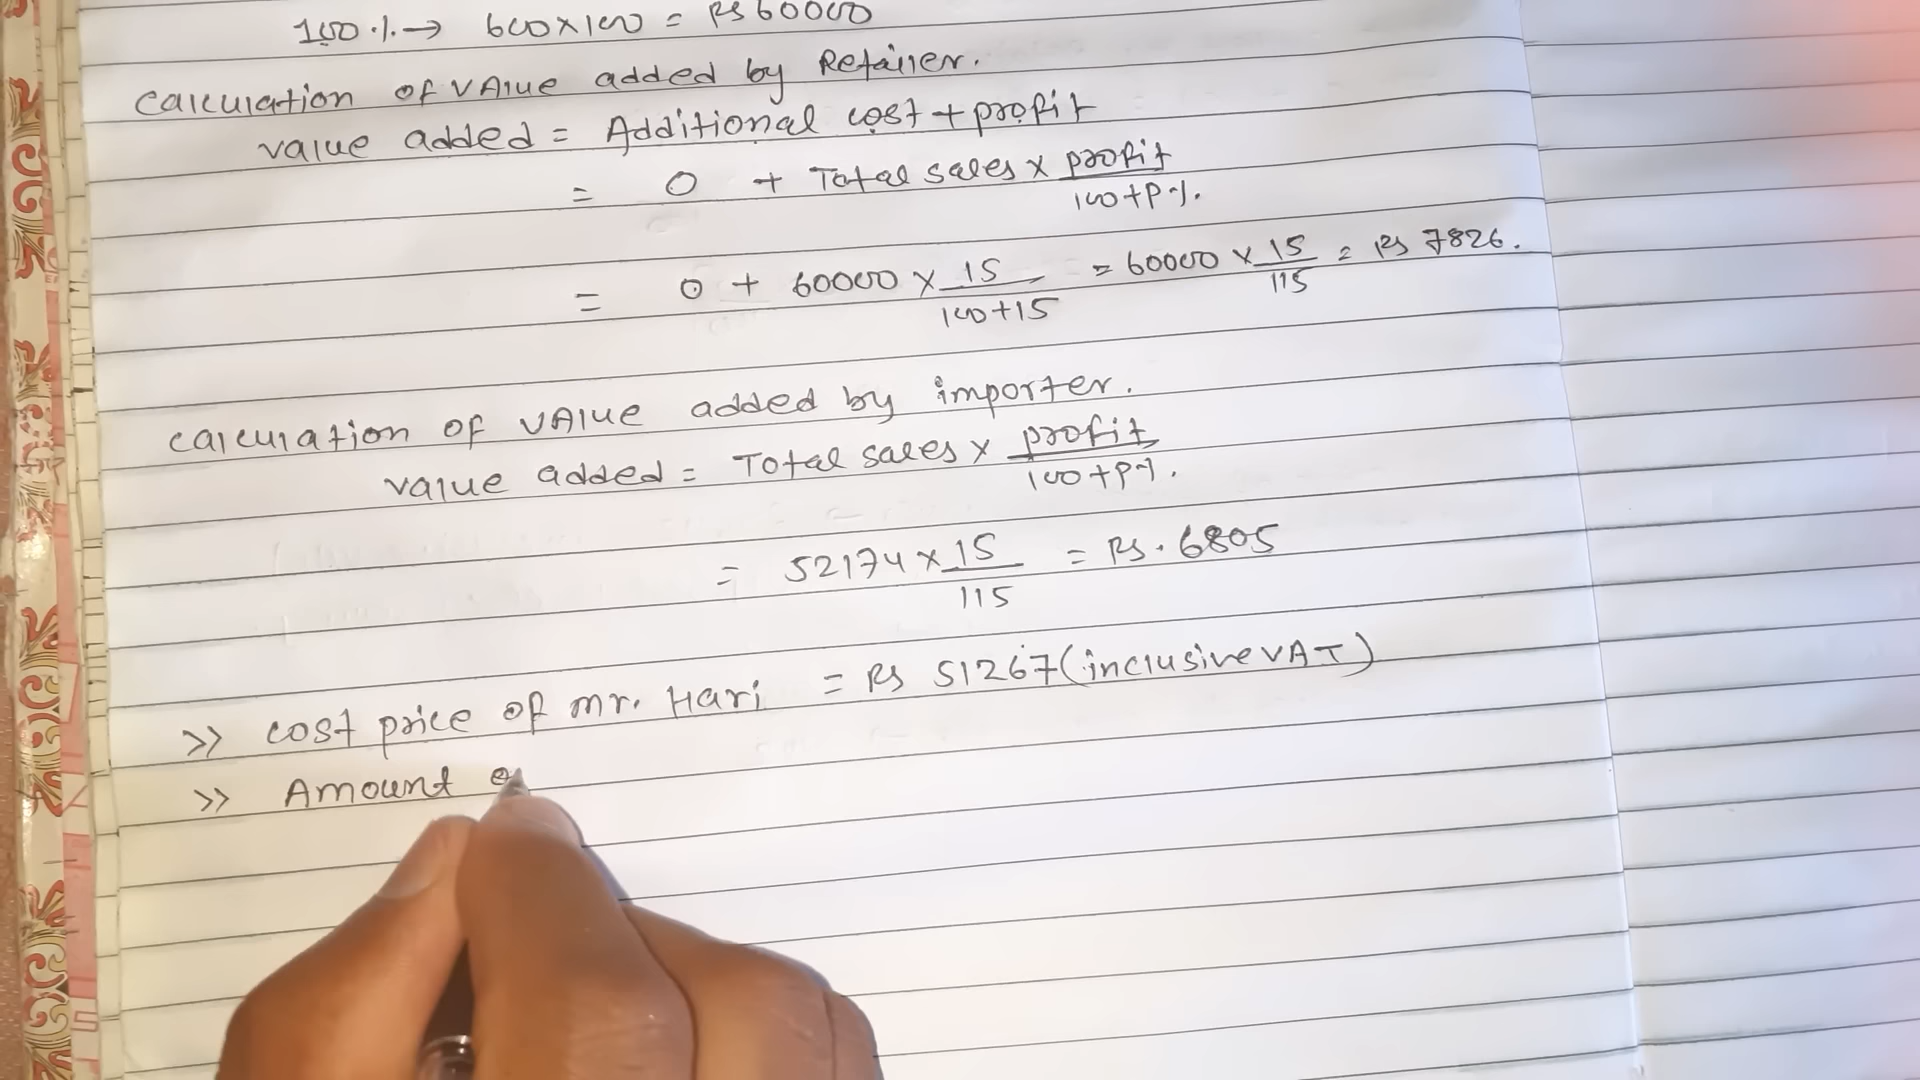 100 % → 600 × 100 = Rs 60000
Calculation of value added by Retailer.
value added = Additional cost + profit
= 0 + Total sales × profit / 100 + P%.
= 0 + 60000 × 15 / 100 + 15 = 60000 × 15 / 115 = Rs 7826.
Calculation of value added by importer.
value added = Total sales × profit / 100 + P%.
= 52174 × 15 / 115 = Rs. 6805
>> cost price of mr. Hari = Rs 51267 (inclusive VAT)
>> Amount